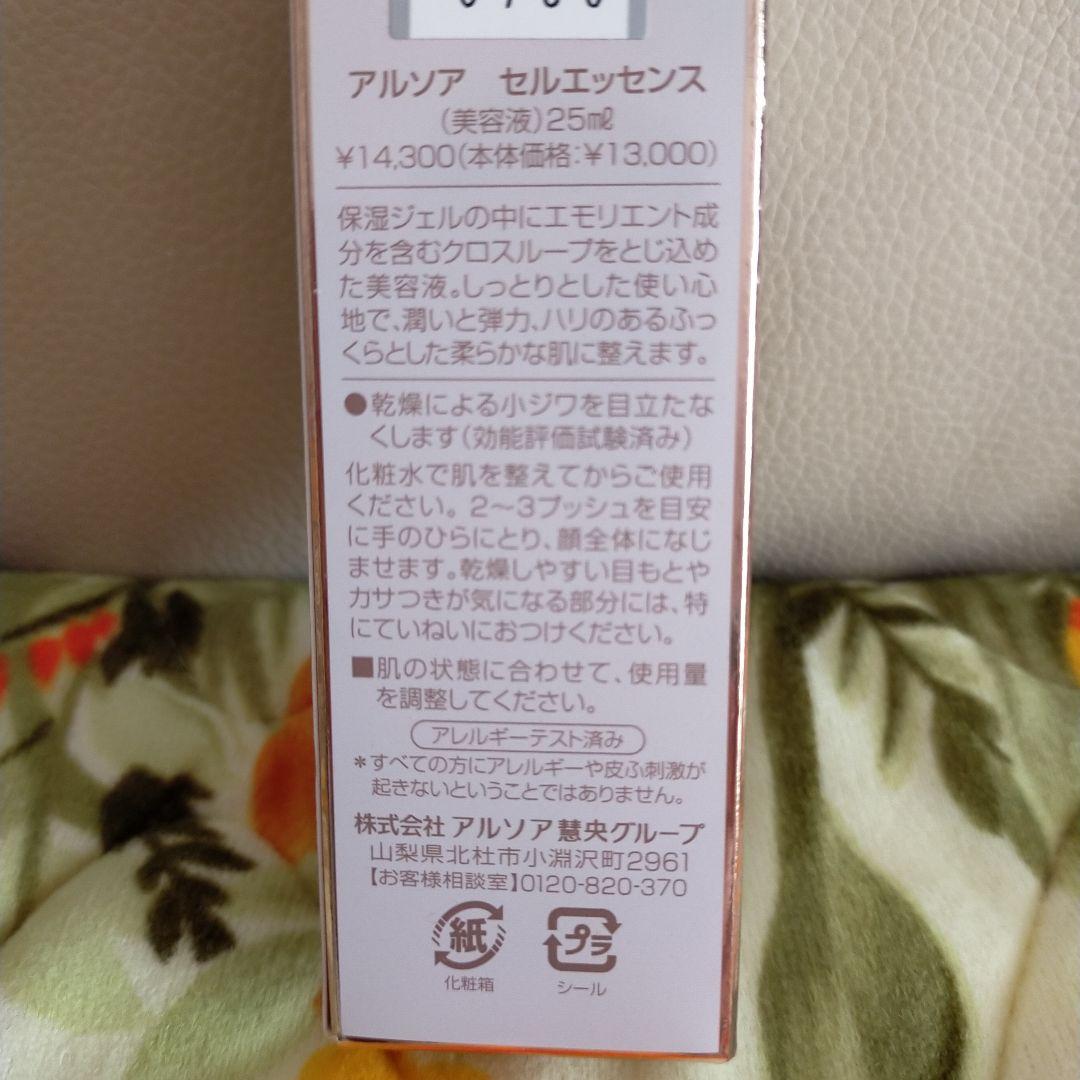 アルソア セルエッセンス
(美容液)25㎖
¥14,300(本体価格:¥13,000)
保湿ジェルの中にエモリエント成
分を含むクロスループをとじ込め
た美容液。しっとりとした使い心
地で、潤いと弾力、ハリのあるふっ
くらとした柔らかな肌に整えます。
●乾燥による小ジワを目立たな
くします(効能評価試験済み)
化粧水で肌を整えてからご使用
ください。2〜3プッシュを目安
に手のひらにとり、顔全体になじ
ませます。乾燥しやすい目もとや
カサつきが気になる部分には、特
にていねいにおつけください。
■肌の状態に合わせて、使用量
を調整してください。
アレルギーテスト済み
*すべての方にアレルギーや皮ふ刺激が
起きないということではありません。
株式会社 アルソア慧央グループ
山梨県北杜市小淵沢町2961
【お客様相談室】0120-820-370
紙 プラ
化粧箱 シール